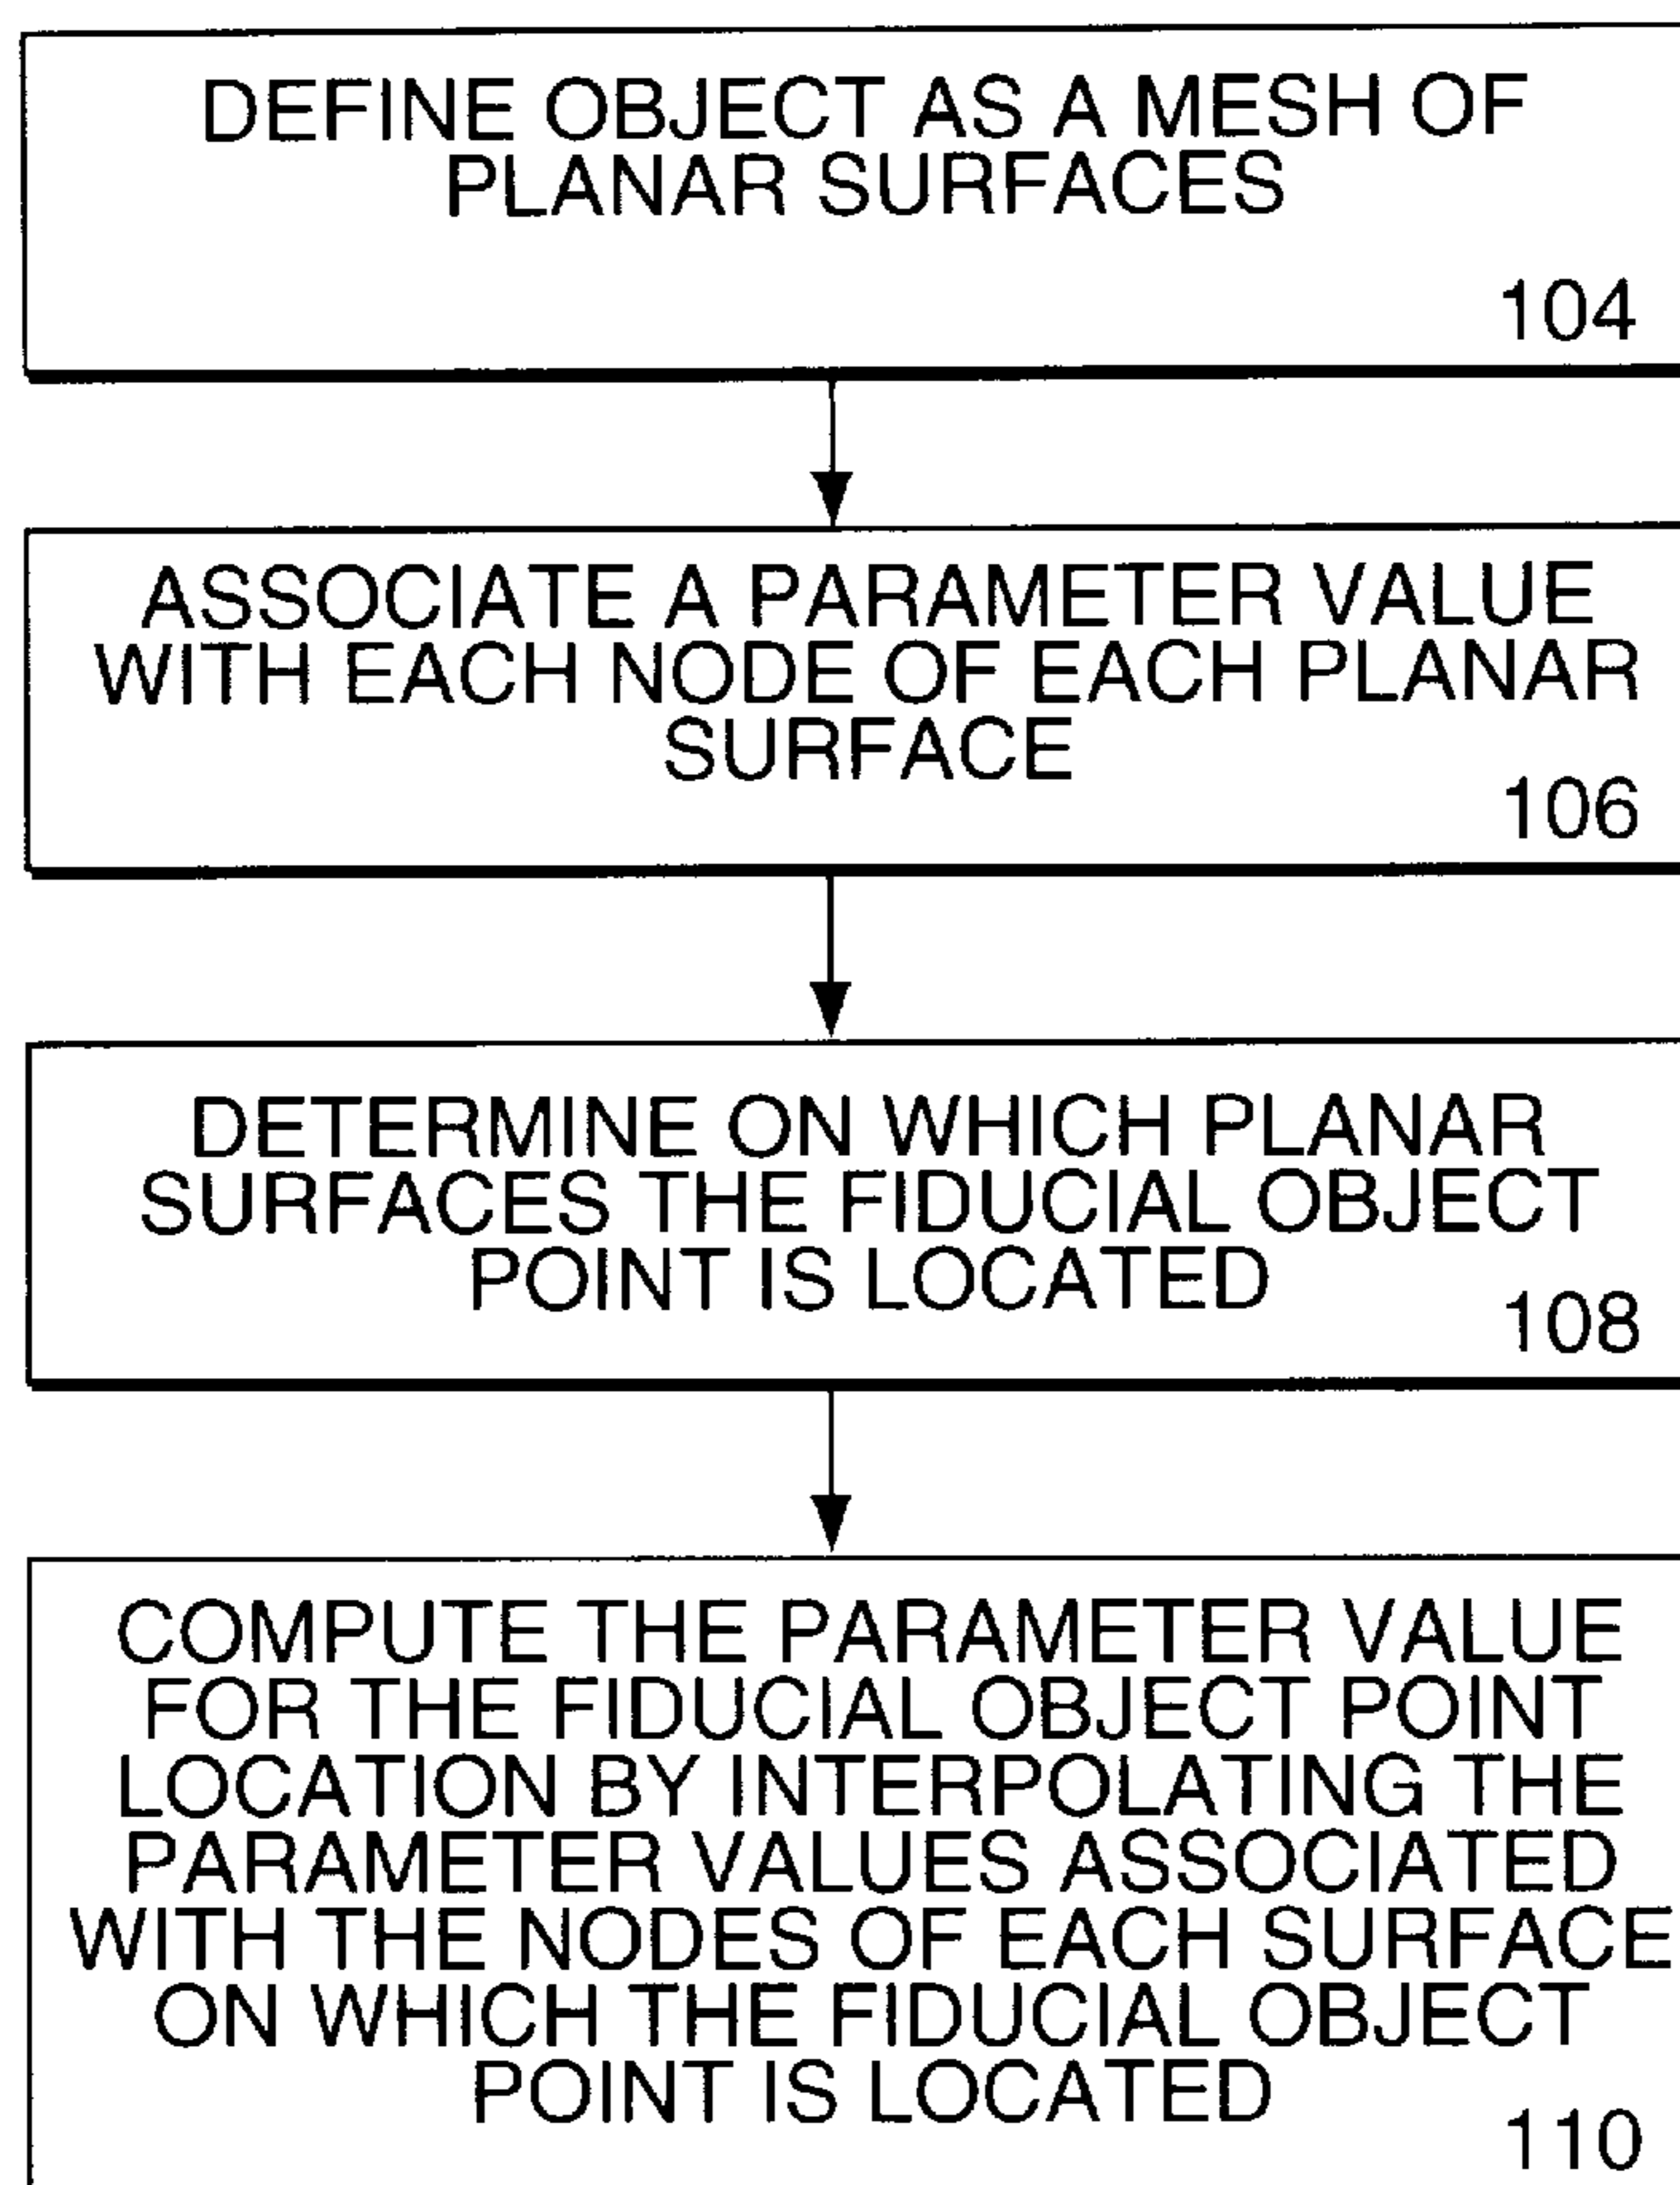 DEFINE OBJECT AS A MESH OF
PLANAR SURFACES
104
ASSOCIATE A PARAMETER VALUE
WITH EACH NODE OF EACH PLANAR
SURFACE
106
DETERMINE ON WHICH PLANAR
SURFACES THE FIDUCIAL OBJECT
POINT IS LOCATED
108
COMPUTE THE PARAMETER VALUE
FOR THE FIDUCIAL OBJECT POINT
LOCATION BY INTERPOLATING THE
PARAMETER VALUES ASSOCIATED
WITH THE NODES OF EACH SURFACE
ON WHICH THE FIDUCIAL OBJECT
POINT IS LOCATED
110